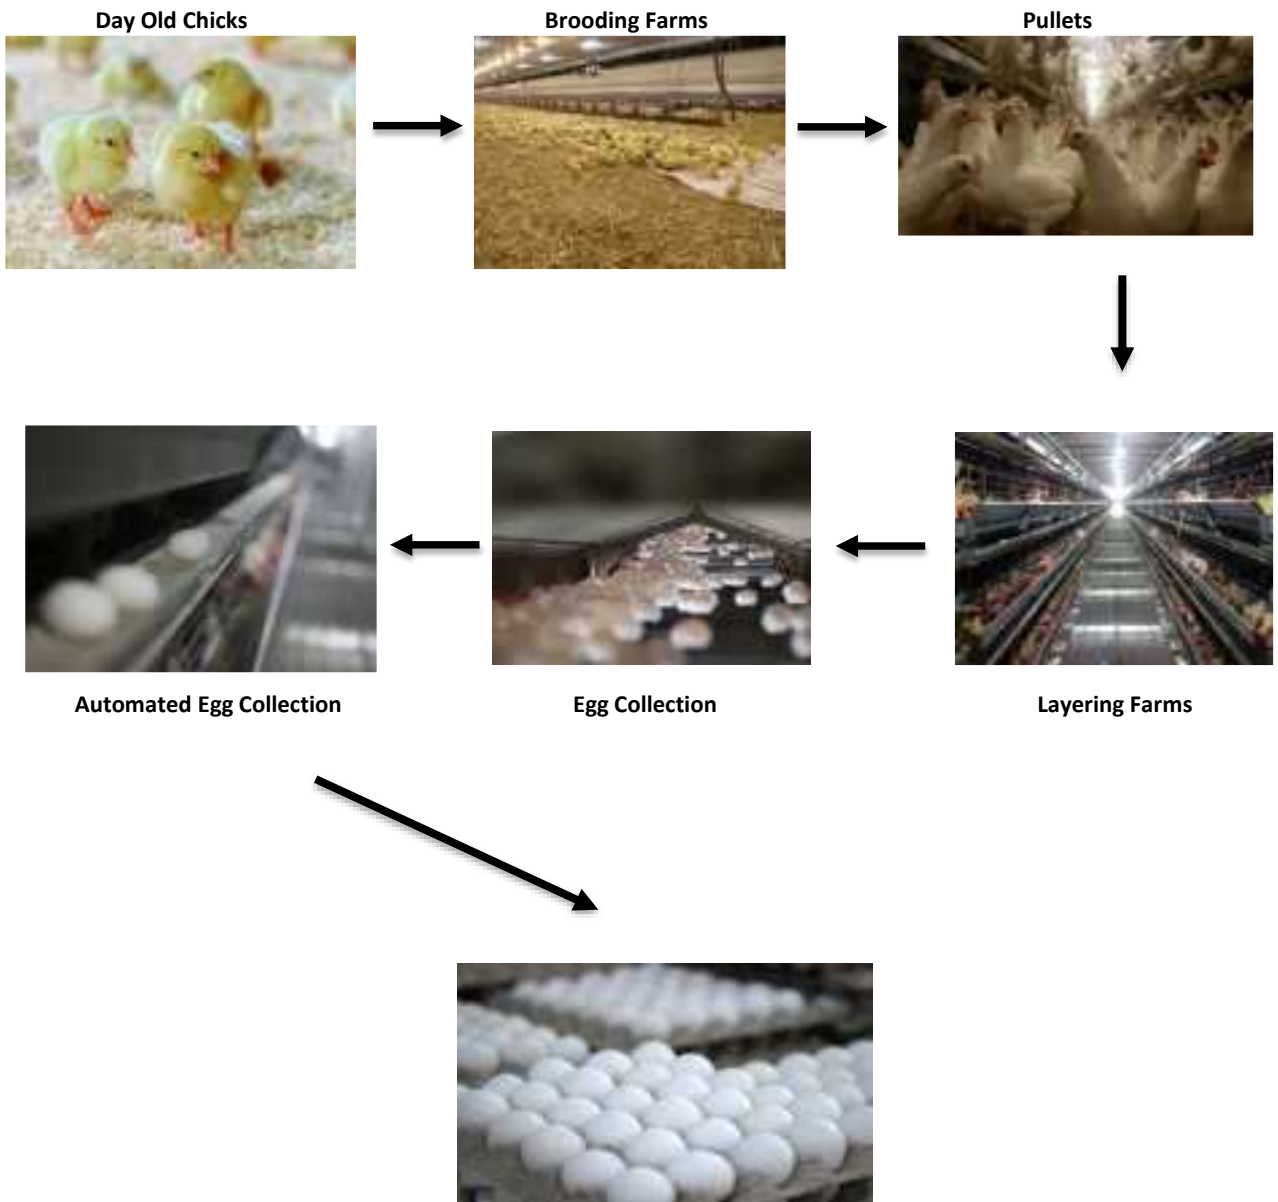 Day Old Chicks
Brooding Farms
Pullets
Automated Egg Collection
Egg Collection
Layering Farms